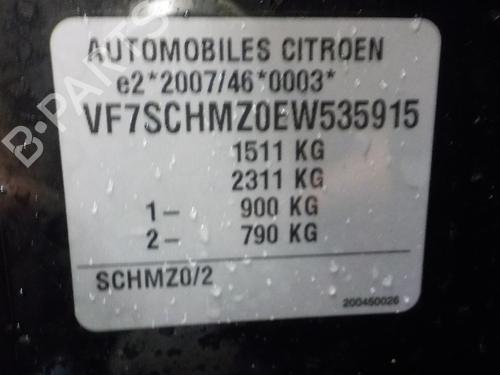 AUTOMOBILES CITROEN
e2*2007/46*0003*
VF7SCHMZ0EW535915
1511 KG
2311 KG
1- 900 KG
2- 790 KG
SCHMZ0/2
200450026
B-PARTS